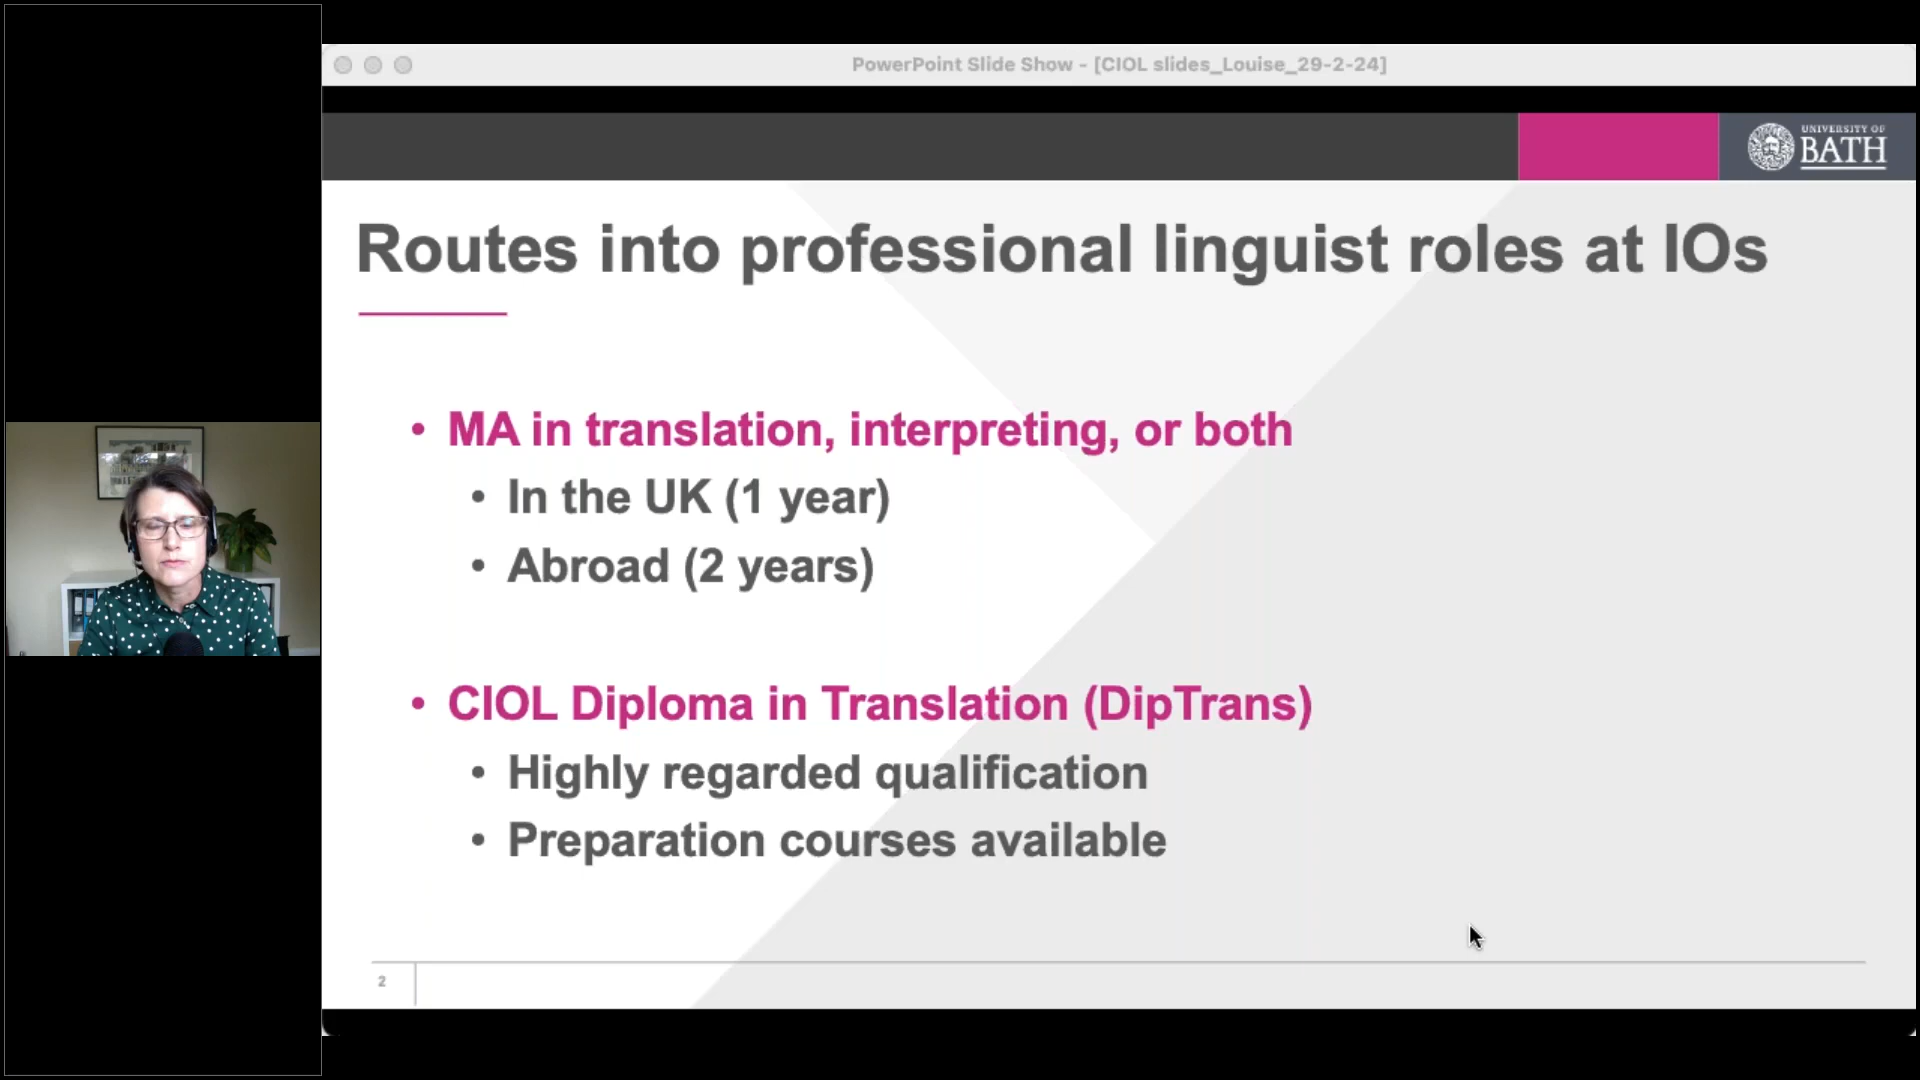 PowerPoint Slide Show - [CIOL slides_Louise_29-2-24]
UNIVERSITY OF
BATH
Routes into professional linguist roles at IOs
• MA in translation, interpreting, or both
• In the UK (1 year)
• Abroad (2 years)
• CIOL Diploma in Translation (DipTrans)
• Highly regarded qualification
• Preparation courses available
2